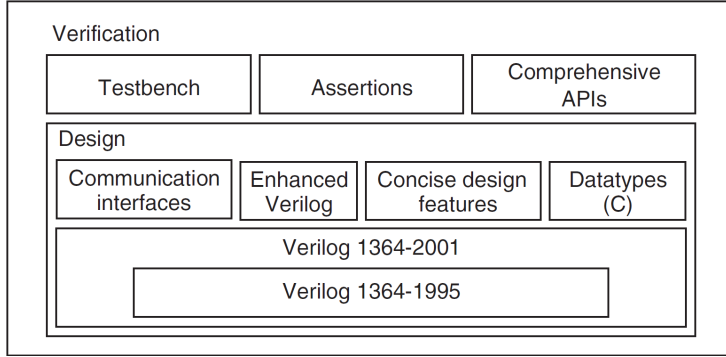 Verification
Testbench
Assertions
Comprehensive
APIs
Design
Communication
interfaces
Enhanced
Verilog
Concise design
features
Datatypes
(C)
Verilog 1364-2001
Verilog 1364-1995